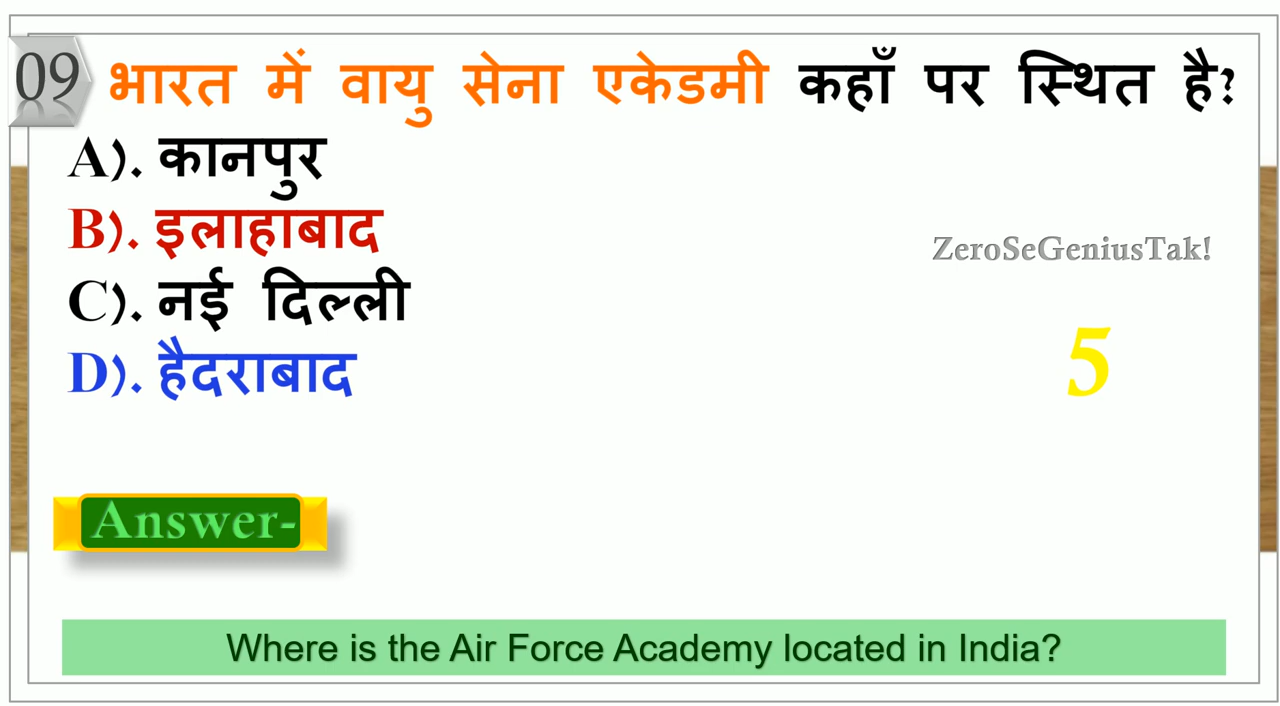 09 भारत में वायु सेना एकेडमी कहाँ पर स्थित है?
A). कानपुर
B). इलाहाबाद
C). नई दिल्ली
D). हैदराबाद
ZeroSeGeniusTak!
5
Answer-
Where is the Air Force Academy located in India?